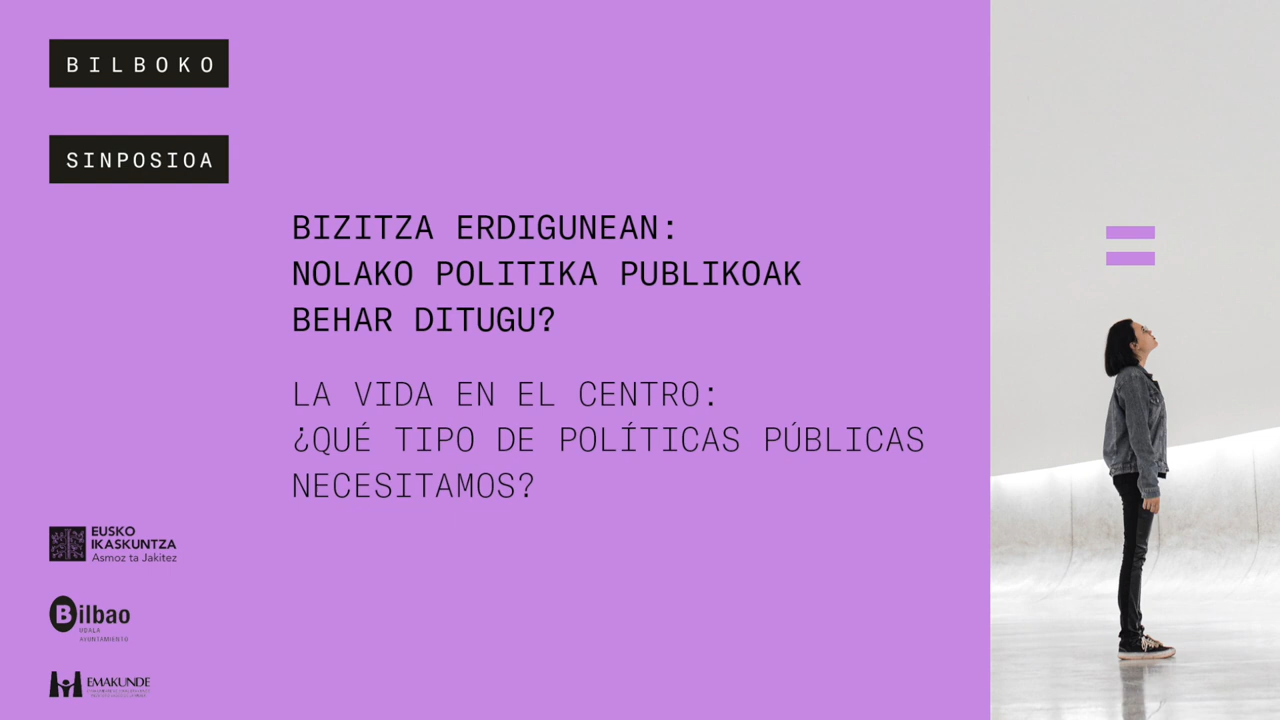 BILBOKO
SINPOSIOA
BIZITZA ERDIGUNEAN:
NOLAKO POLITIKA PUBLIKOAK
BEHAR DITUGU?
LA VIDA EN EL CENTRO:
¿QUÉ TIPO DE POLÍTICAS PÚBLICAS
NECESITAMOS?
EUSKO
IKASKUNTZA
Asmoz ta Jakitez
Bilbao
UDALA
AYUNTAMIENTO
EMAKUNDE